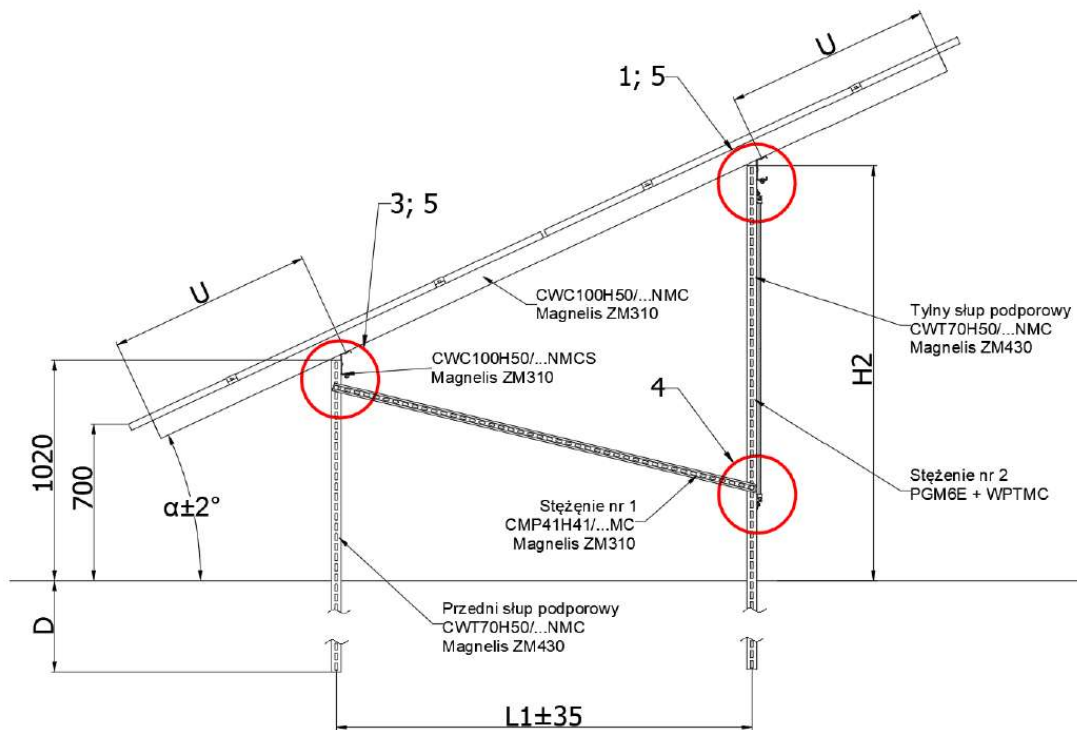 U
1; 5
3; 5
U
CWC100H50/...NMC
Magnelis ZM310
CWC100H50/...NMCS
Magnelis ZM310
Tylny słup podporowy
CWT70H50/...NMC
Magnelis ZM430
H2
4
1020
700
α±2°
Stężenie nr 1
CMP41H41/...MC
Magnelis ZM310
Stężenie nr 2
PGM6E + WPTMC
D
Przedni słup podporowy
CWT70H50/...NMC
Magnelis ZM430
L1±35